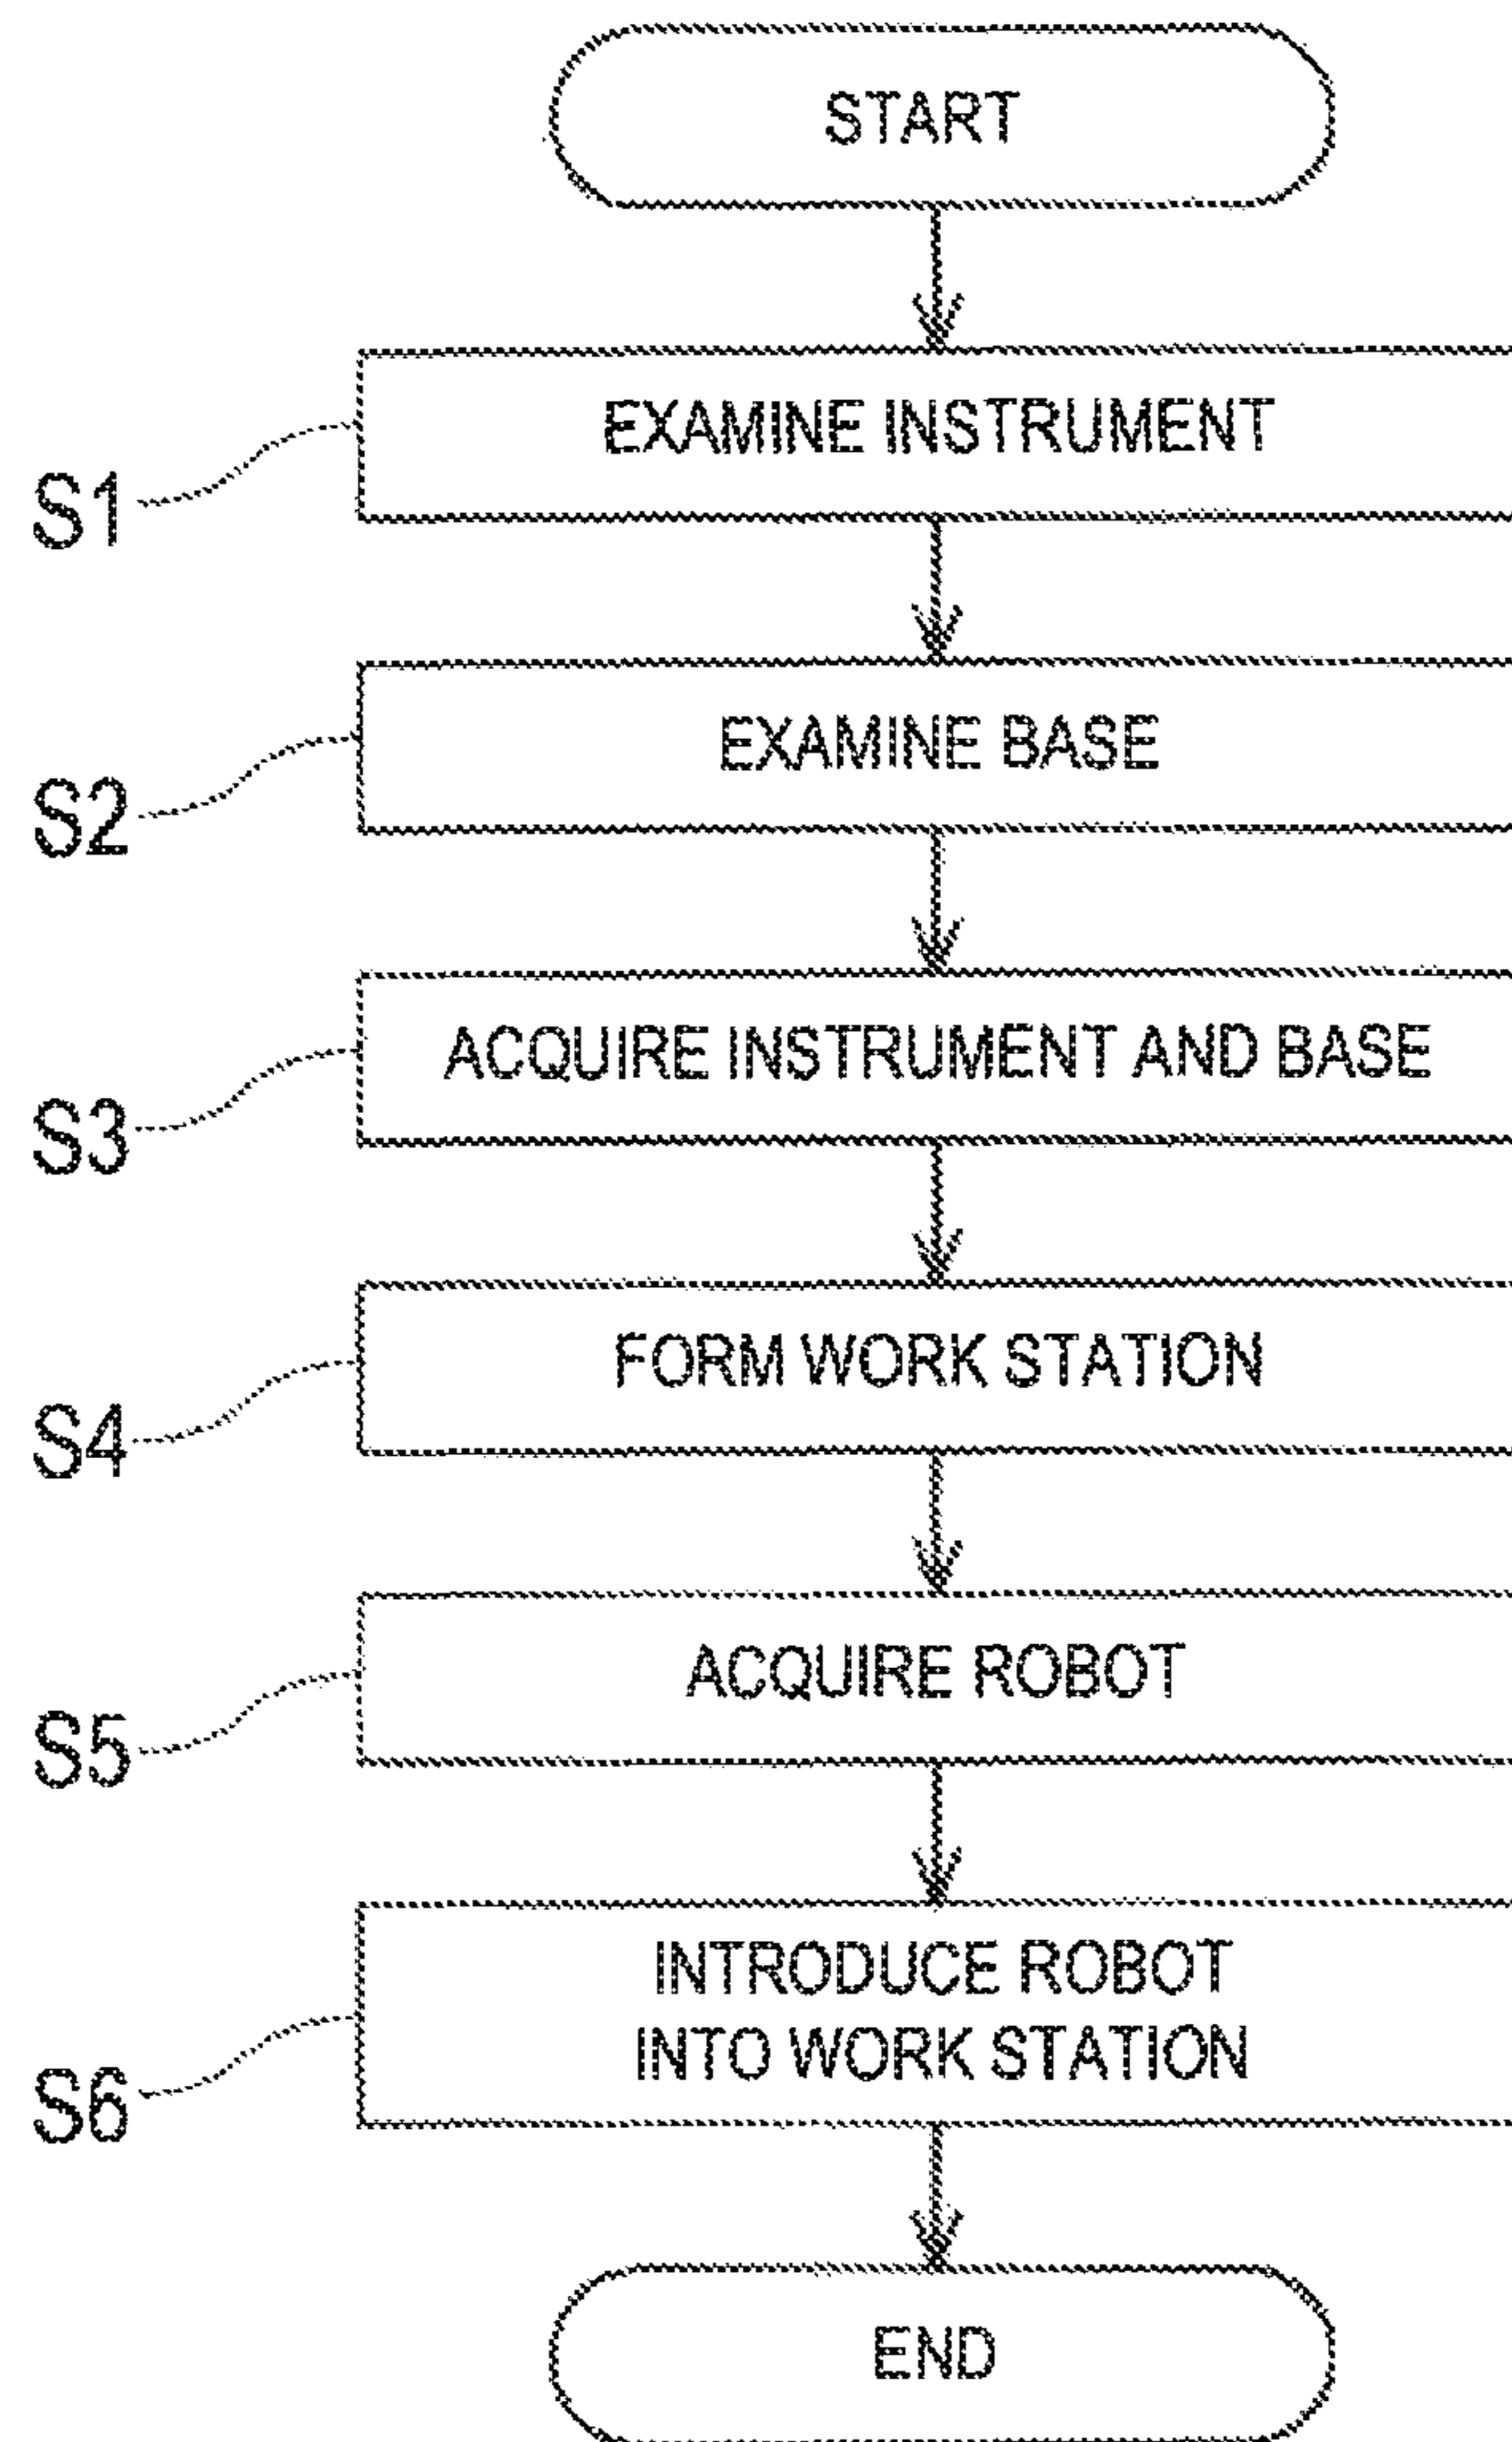 START
EXAMINE INSTRUMENT
S1
EXAMINE BASE
S2
ACQUIRE INSTRUMENT AND BASE
S3
FORM WORK STATION
S4
ACQUIRE ROBOT
S5
INTRODUCE ROBOT
INTO WORK STATION
S6
END